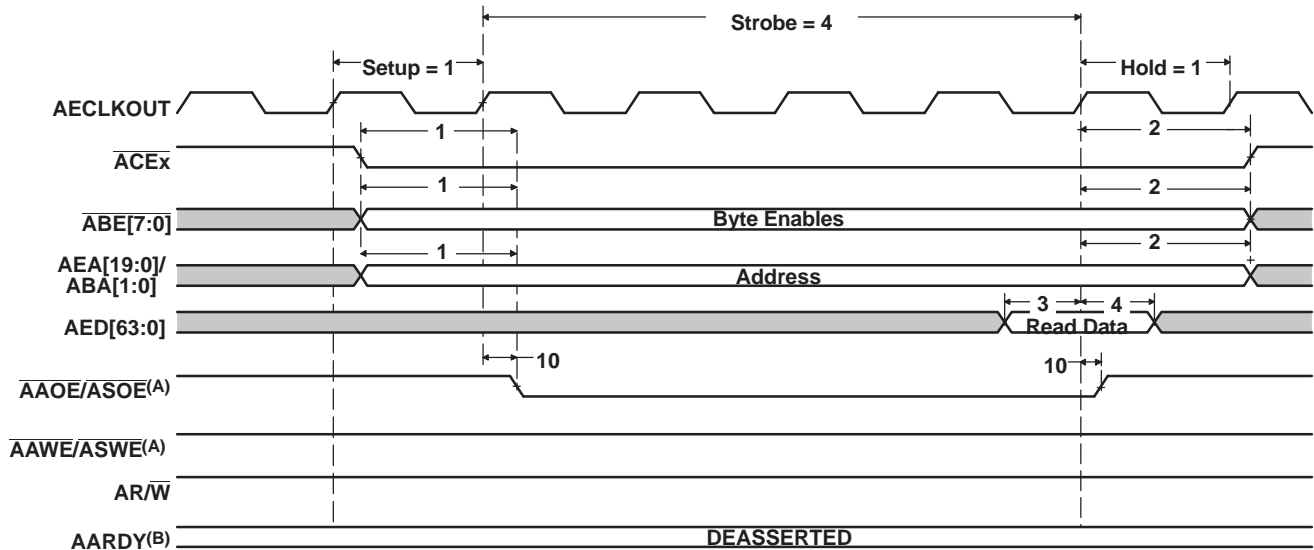 Strobe = 4
Setup = 1
Hold = 1
AECLKOUT
1
2
ACEx
1
2
ABE[7:0]
Byte Enables
1
2
AEA[19:0]/
ABA[1:0]
Address
3
4
AED[63:0]
Read Data
10
10
AAOE/ASOE(A)
AAWE/ASWE(A)
AR/W
AARDY(B)
DEASSERTED